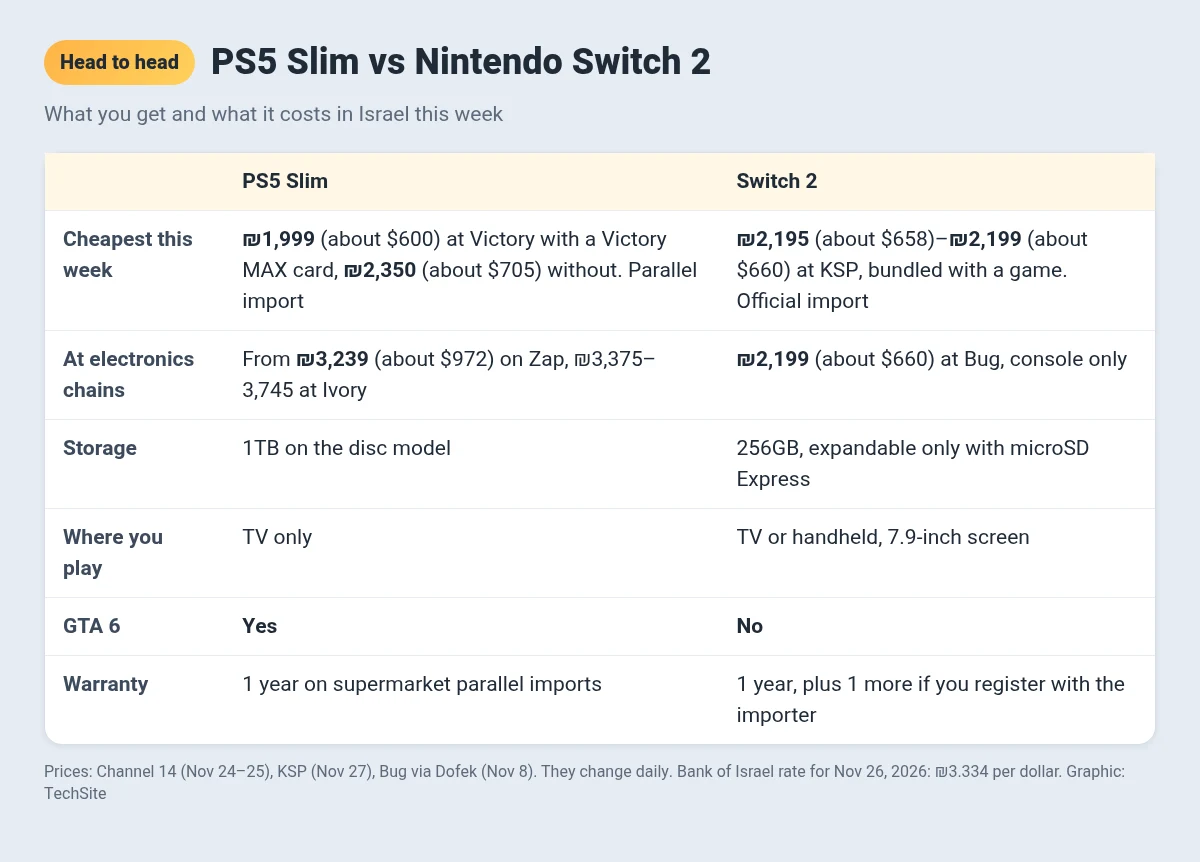 Head to head
PS5 Slim vs Nintendo Switch 2
What you get and what it costs in Israel this week
PS5 Slim
Switch 2
Cheapest this
week
₪1,999 (about $600) at Victory with a Victory
MAX card, ₪2,350 (about $705) without. Parallel
import
₪2,195 (about $658)–₪2,199 (about
$660) at KSP, bundled with a game.
Official import
At electronics
chains
From ₪3,239 (about $972) on Zap, ₪3,375–
3,745 at Ivory
₪2,199 (about $660) at Bug, console only
Storage
1TB on the disc model
256GB, expandable only with microSD
Express
Where you
play
TV only
TV or handheld, 7.9-inch screen
GTA 6
Yes
No
Warranty
1 year on supermarket parallel imports
1 year, plus 1 more if you register with the
importer
Prices: Channel 14 (Nov 24–25), KSP (Nov 27), Bug via Dofek (Nov 8). They change daily. Bank of Israel rate for Nov 26, 2026: ₪3.334 per dollar. Graphic:
TechSite